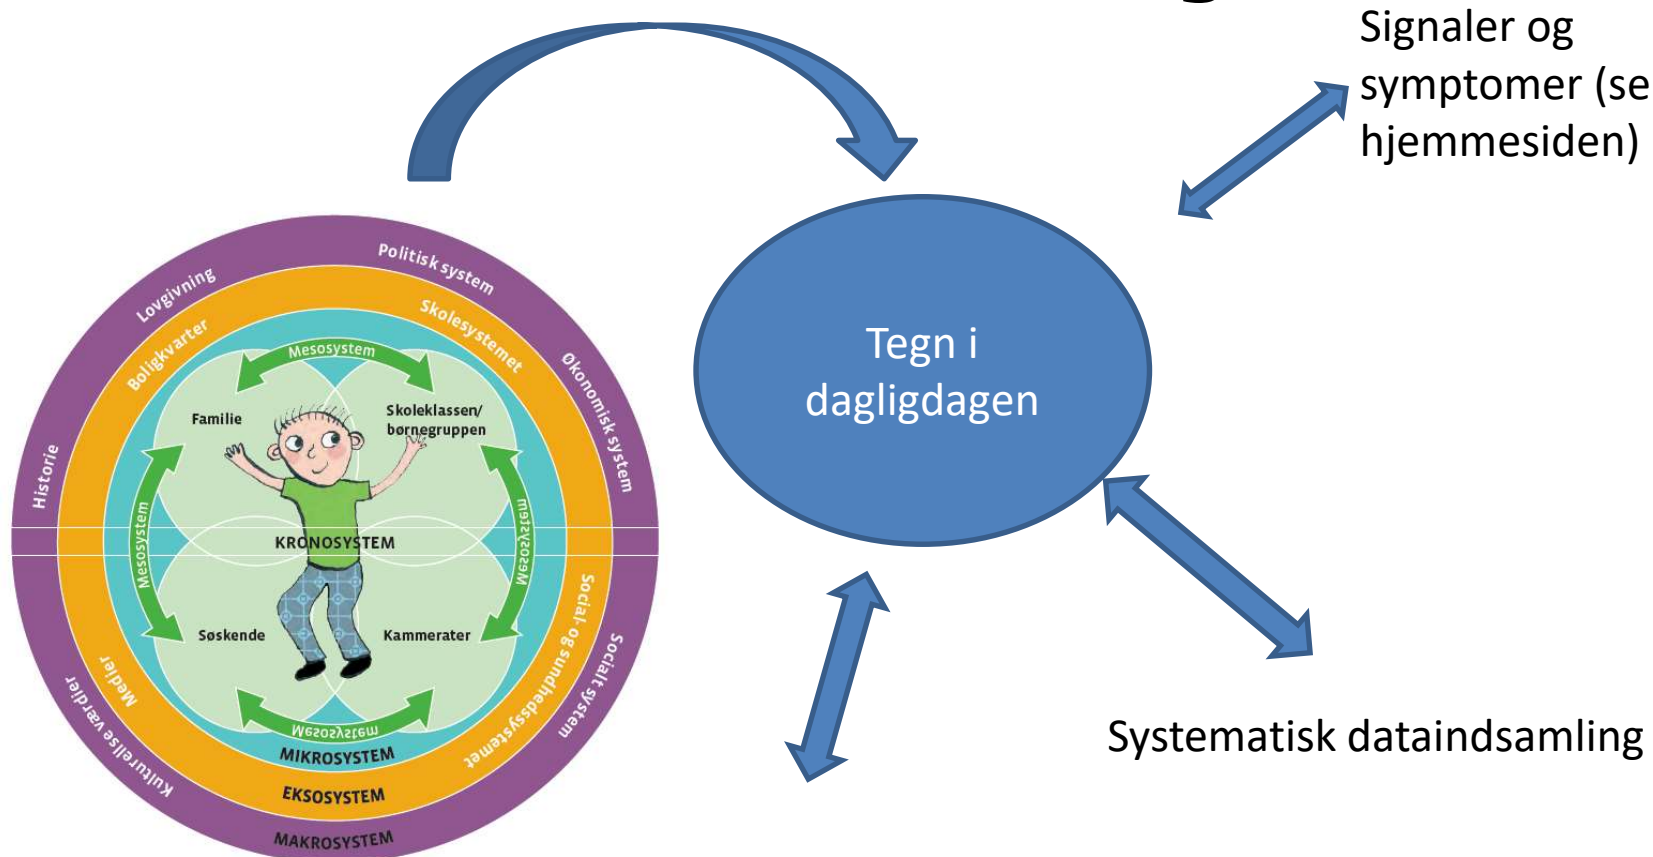 Signaler og
symptomer (se
hjemmesiden)
Tegn i
dagligdagen
Systematisk dataindsamling
Politisk system
Lovgivning
Økonomisk system
Historie
Socialt system
Kulturelle værdier
MAKROSYSTEM
Boligkvarter
Skolesystemet
Social- og sundhedssystemet
Medier
EKSOSYSTEM
MIKROSYSTEM
Mesosystem
Mesosystem
Mesosystem
Mesosystem
Familie
Skoleklassen/
børnegruppen
KRONOSYSTEM
Søskende
Kammerater